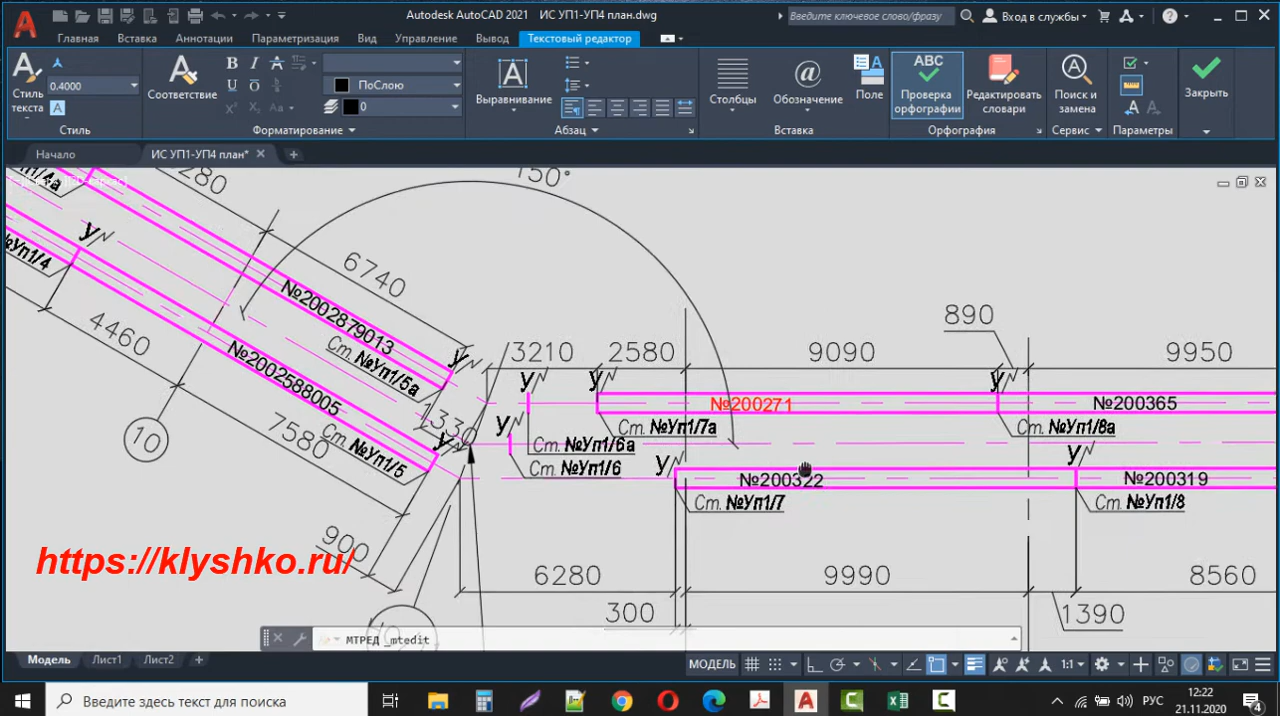 Autodesk AutoCAD 2021 ИС УП1-УП4 план.dwg
Введите ключевое слово/фразу
Вход в службы
Главная Вставка Аннотации Параметризация Вид Управление Вывод Текстовый редактор
Стиль текста
0.4000
Стиль
Соответствие
ПоСлою
0
Форматирование
Выравнивание
Абзац
Столбцы
Обозначение
Поле
Вставка
ABC
Проверка орфографии
Редактировать словари
Орфография
Поиск и замена
Сервис
Параметры
Закрыть
Начало
ИС УП1-УП4 план*
150°
6740
№2002879013
Ст. №Уп1/5а
№Уп1/4
4460
№2002588005
7580
Ст. №Уп1/5
1330
10
900
3210 2580 9090 890 9950
№200271
№200365
Ст. №Уп1/7а
Ст. №Уп1/8а
Ст. №Уп1/6а
Ст. №Уп1/6
№200322
№200319
Ст. №Уп1/7
Ст. №Уп1/8
6280 9990 8560
300
1390
https://klyshko.ru/
МТРЕД _mtedit
Модель Лист1 Лист2
МОДЕЛЬ
1:1
Введите здесь текст для поиска
РУС
12:22
21.11.2020
4